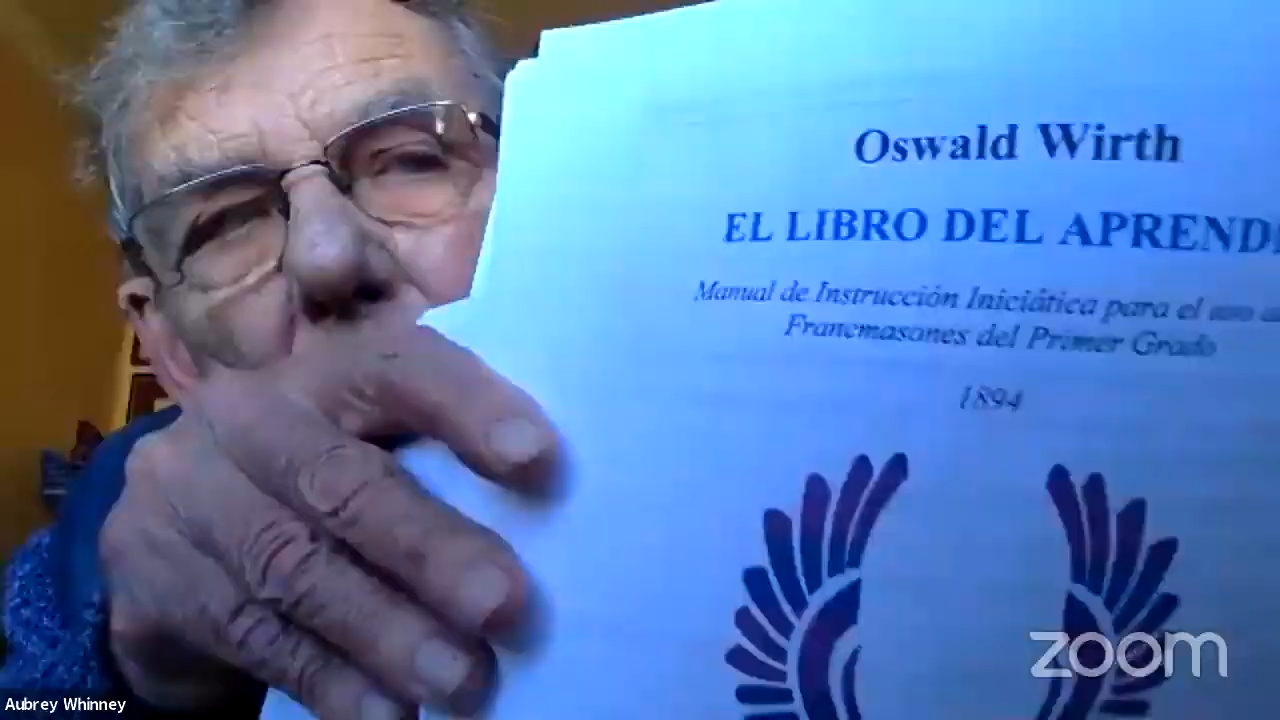 Oswald Wirth
EL LIBRO DEL APREND
Manual de Instrucción Iniciática para el uso
Francmasones del Primer Grado
1894
zoom
Aubrey Whinney